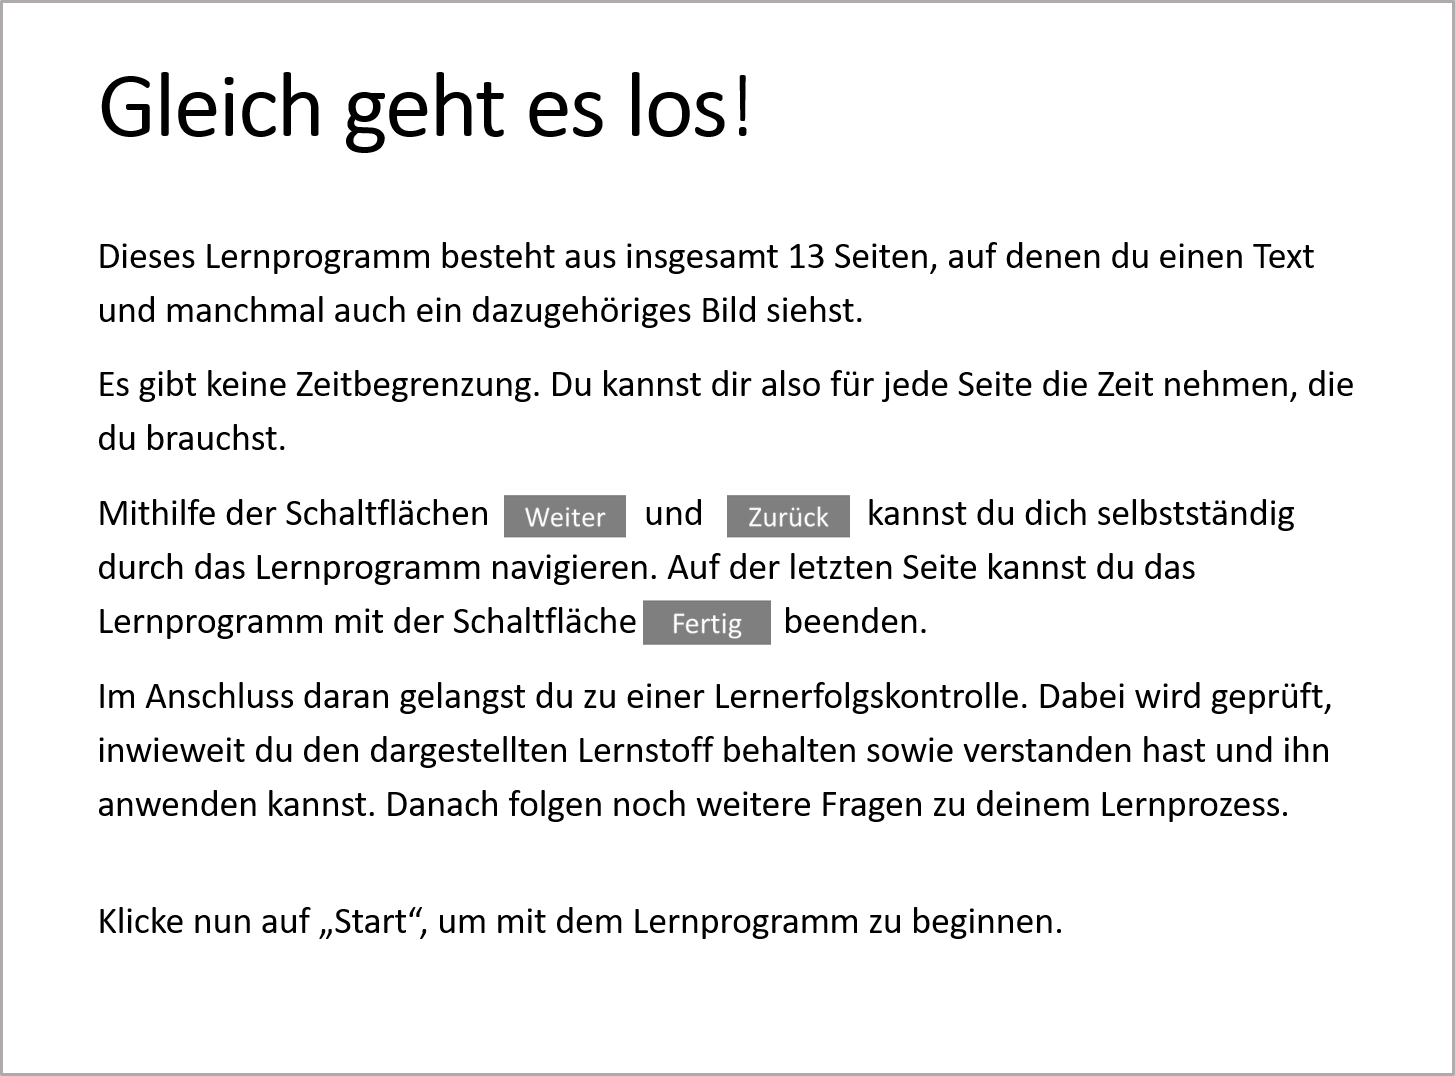 Gleich geht es los!
Dieses Lernprogramm besteht aus insgesamt 13 Seiten, auf denen du einen Text
und manchmal auch ein dazugehöriges Bild siehst.
Es gibt keine Zeitbegrenzung. Du kannst dir also für jede Seite die Zeit nehmen, die
du brauchst.
Mithilfe der Schaltflächen Weiter und Zurück kannst du dich selbstständig
durch das Lernprogramm navigieren. Auf der letzten Seite kannst du das
Lernprogramm mit der Schaltfläche Fertig beenden.
Im Anschluss daran gelangst du zu einer Lernerfolgskontrolle. Dabei wird geprüft,
inwieweit du den dargestellten Lernstoff behalten sowie verstanden hast und ihn
anwenden kannst. Danach folgen noch weitere Fragen zu deinem Lernprozess.
Klicke nun auf „Start“, um mit dem Lernprogramm zu beginnen.